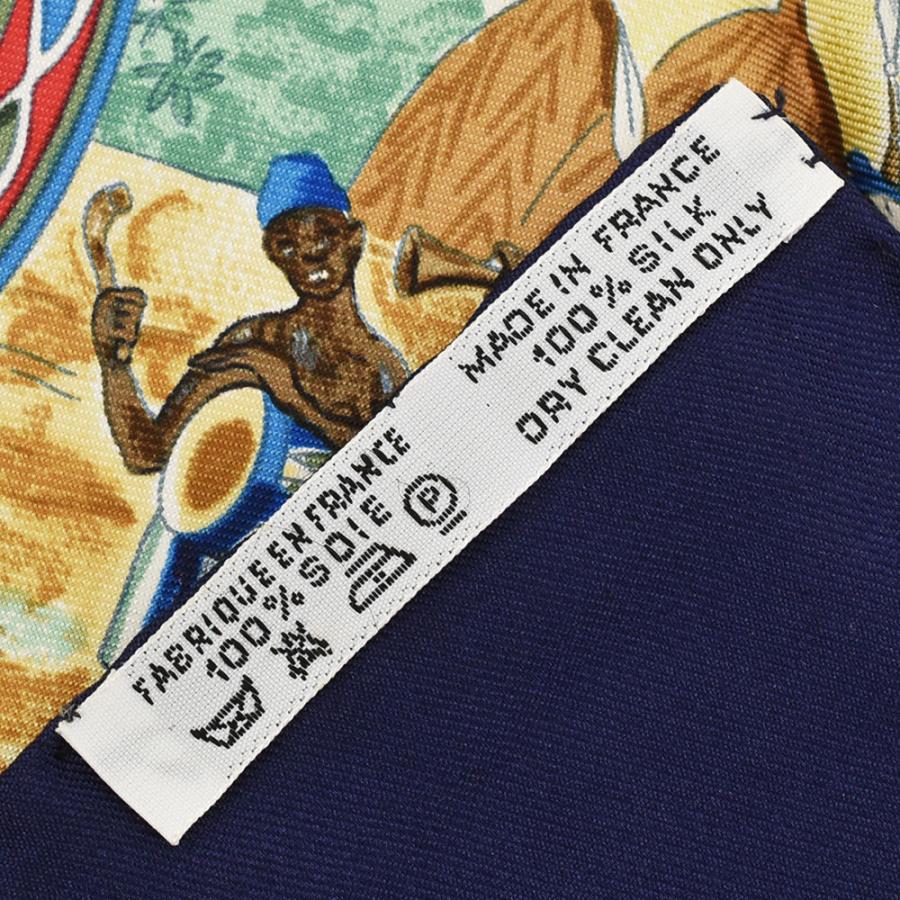 FABRIQUE EN FRANCE
100% SOIE
P
MADE IN FRANCE
100% SILK
DRY CLEAN ONLY